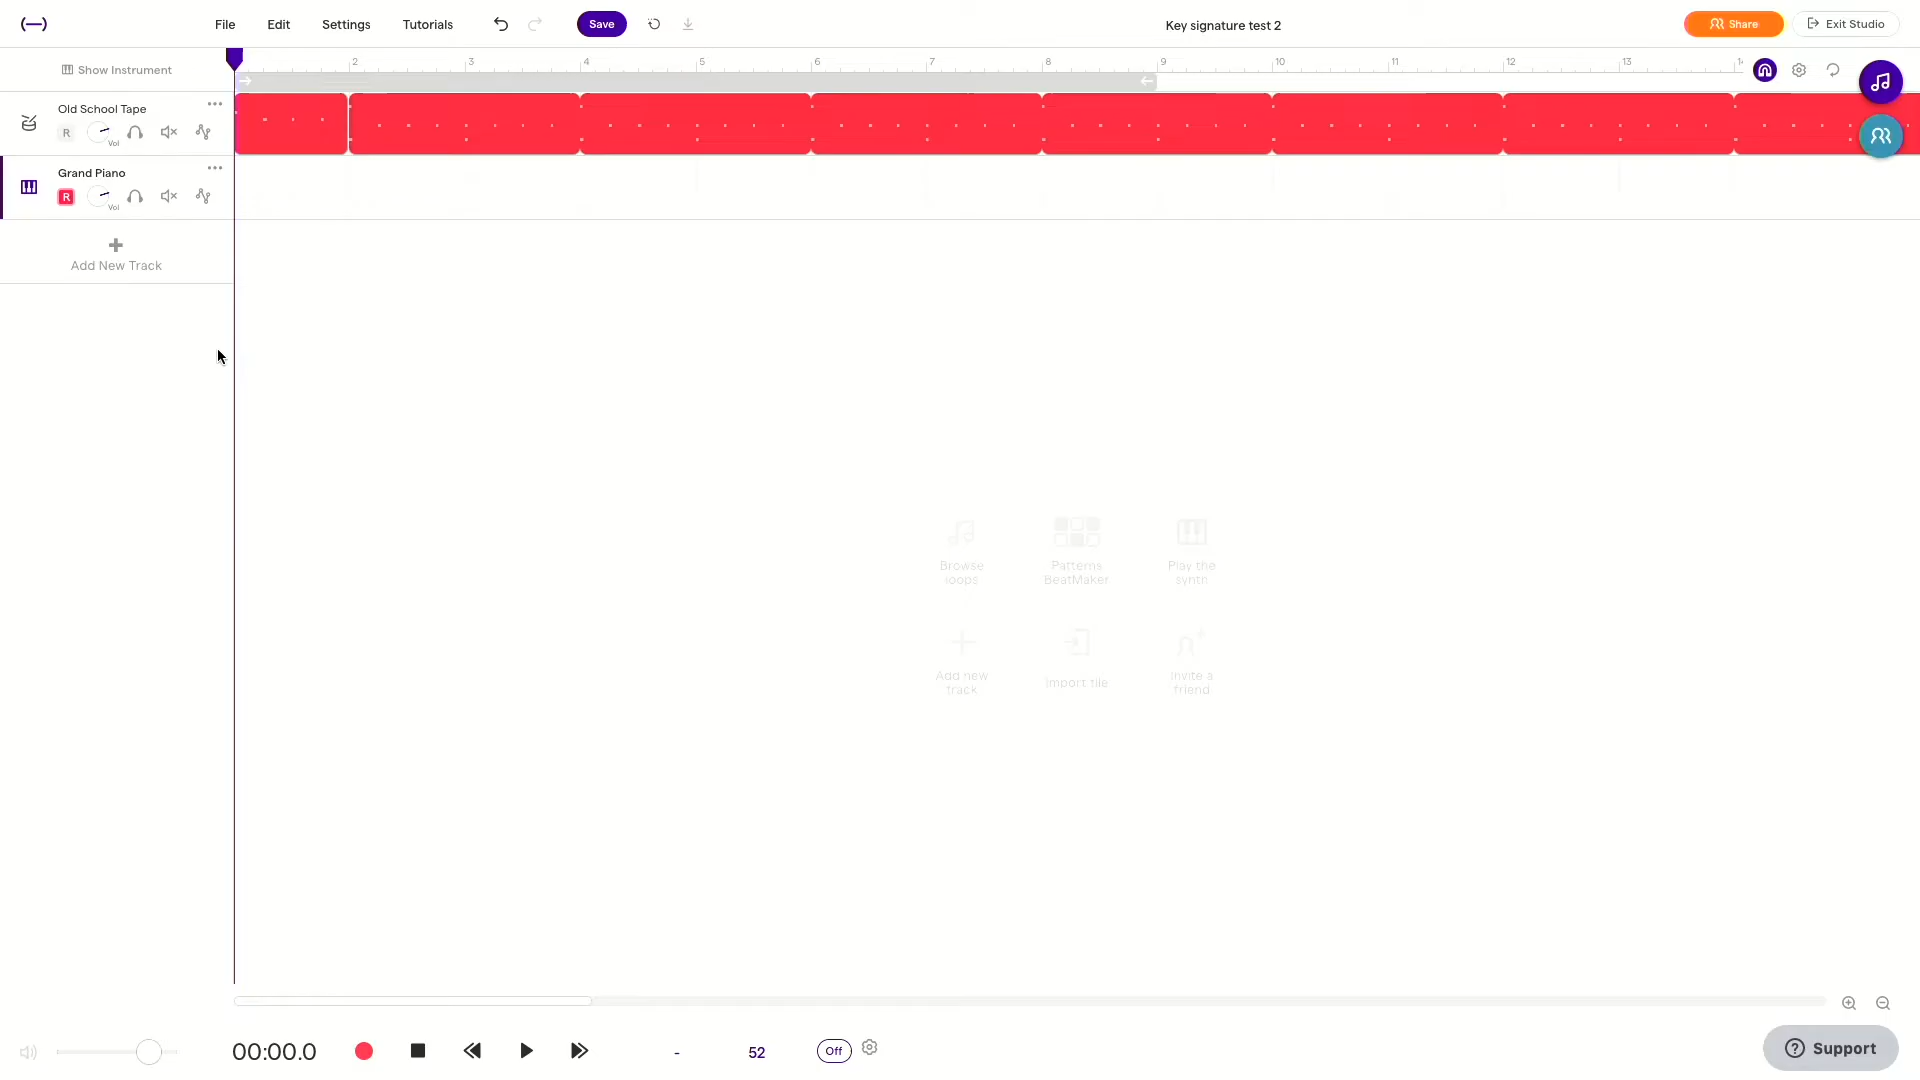 File Edit Settings Tutorials Save Key signature test 2 Share Exit Studio
Show Instrument 2 3 4 5 6 7 8 9 10 11 12 13
Old School Tape
R Vol
Grand Piano
R Vol
Add New Track
Browse loops
Patterns BeatMaker
Play the synth
Add new track
Import file
Invite a friend
00:00.0 - 52 Off Support